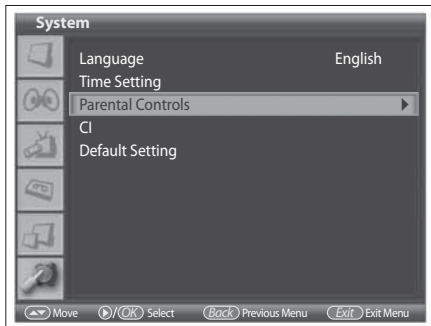 System
Language English
Time Setting
Parental Controls
CI
Default Setting
Move /OK Select Back Previous Menu Exit Exit Menu